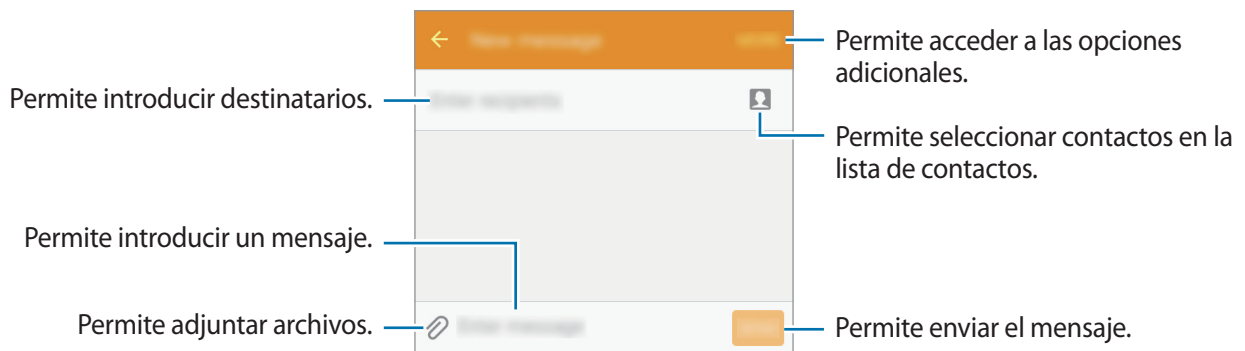 Permite acceder a las opciones
adicionales.
Permite introducir destinatarios.
Permite seleccionar contactos en la
lista de contactos.
Permite introducir un mensaje.
Permite adjuntar archivos.
Permite enviar el mensaje.